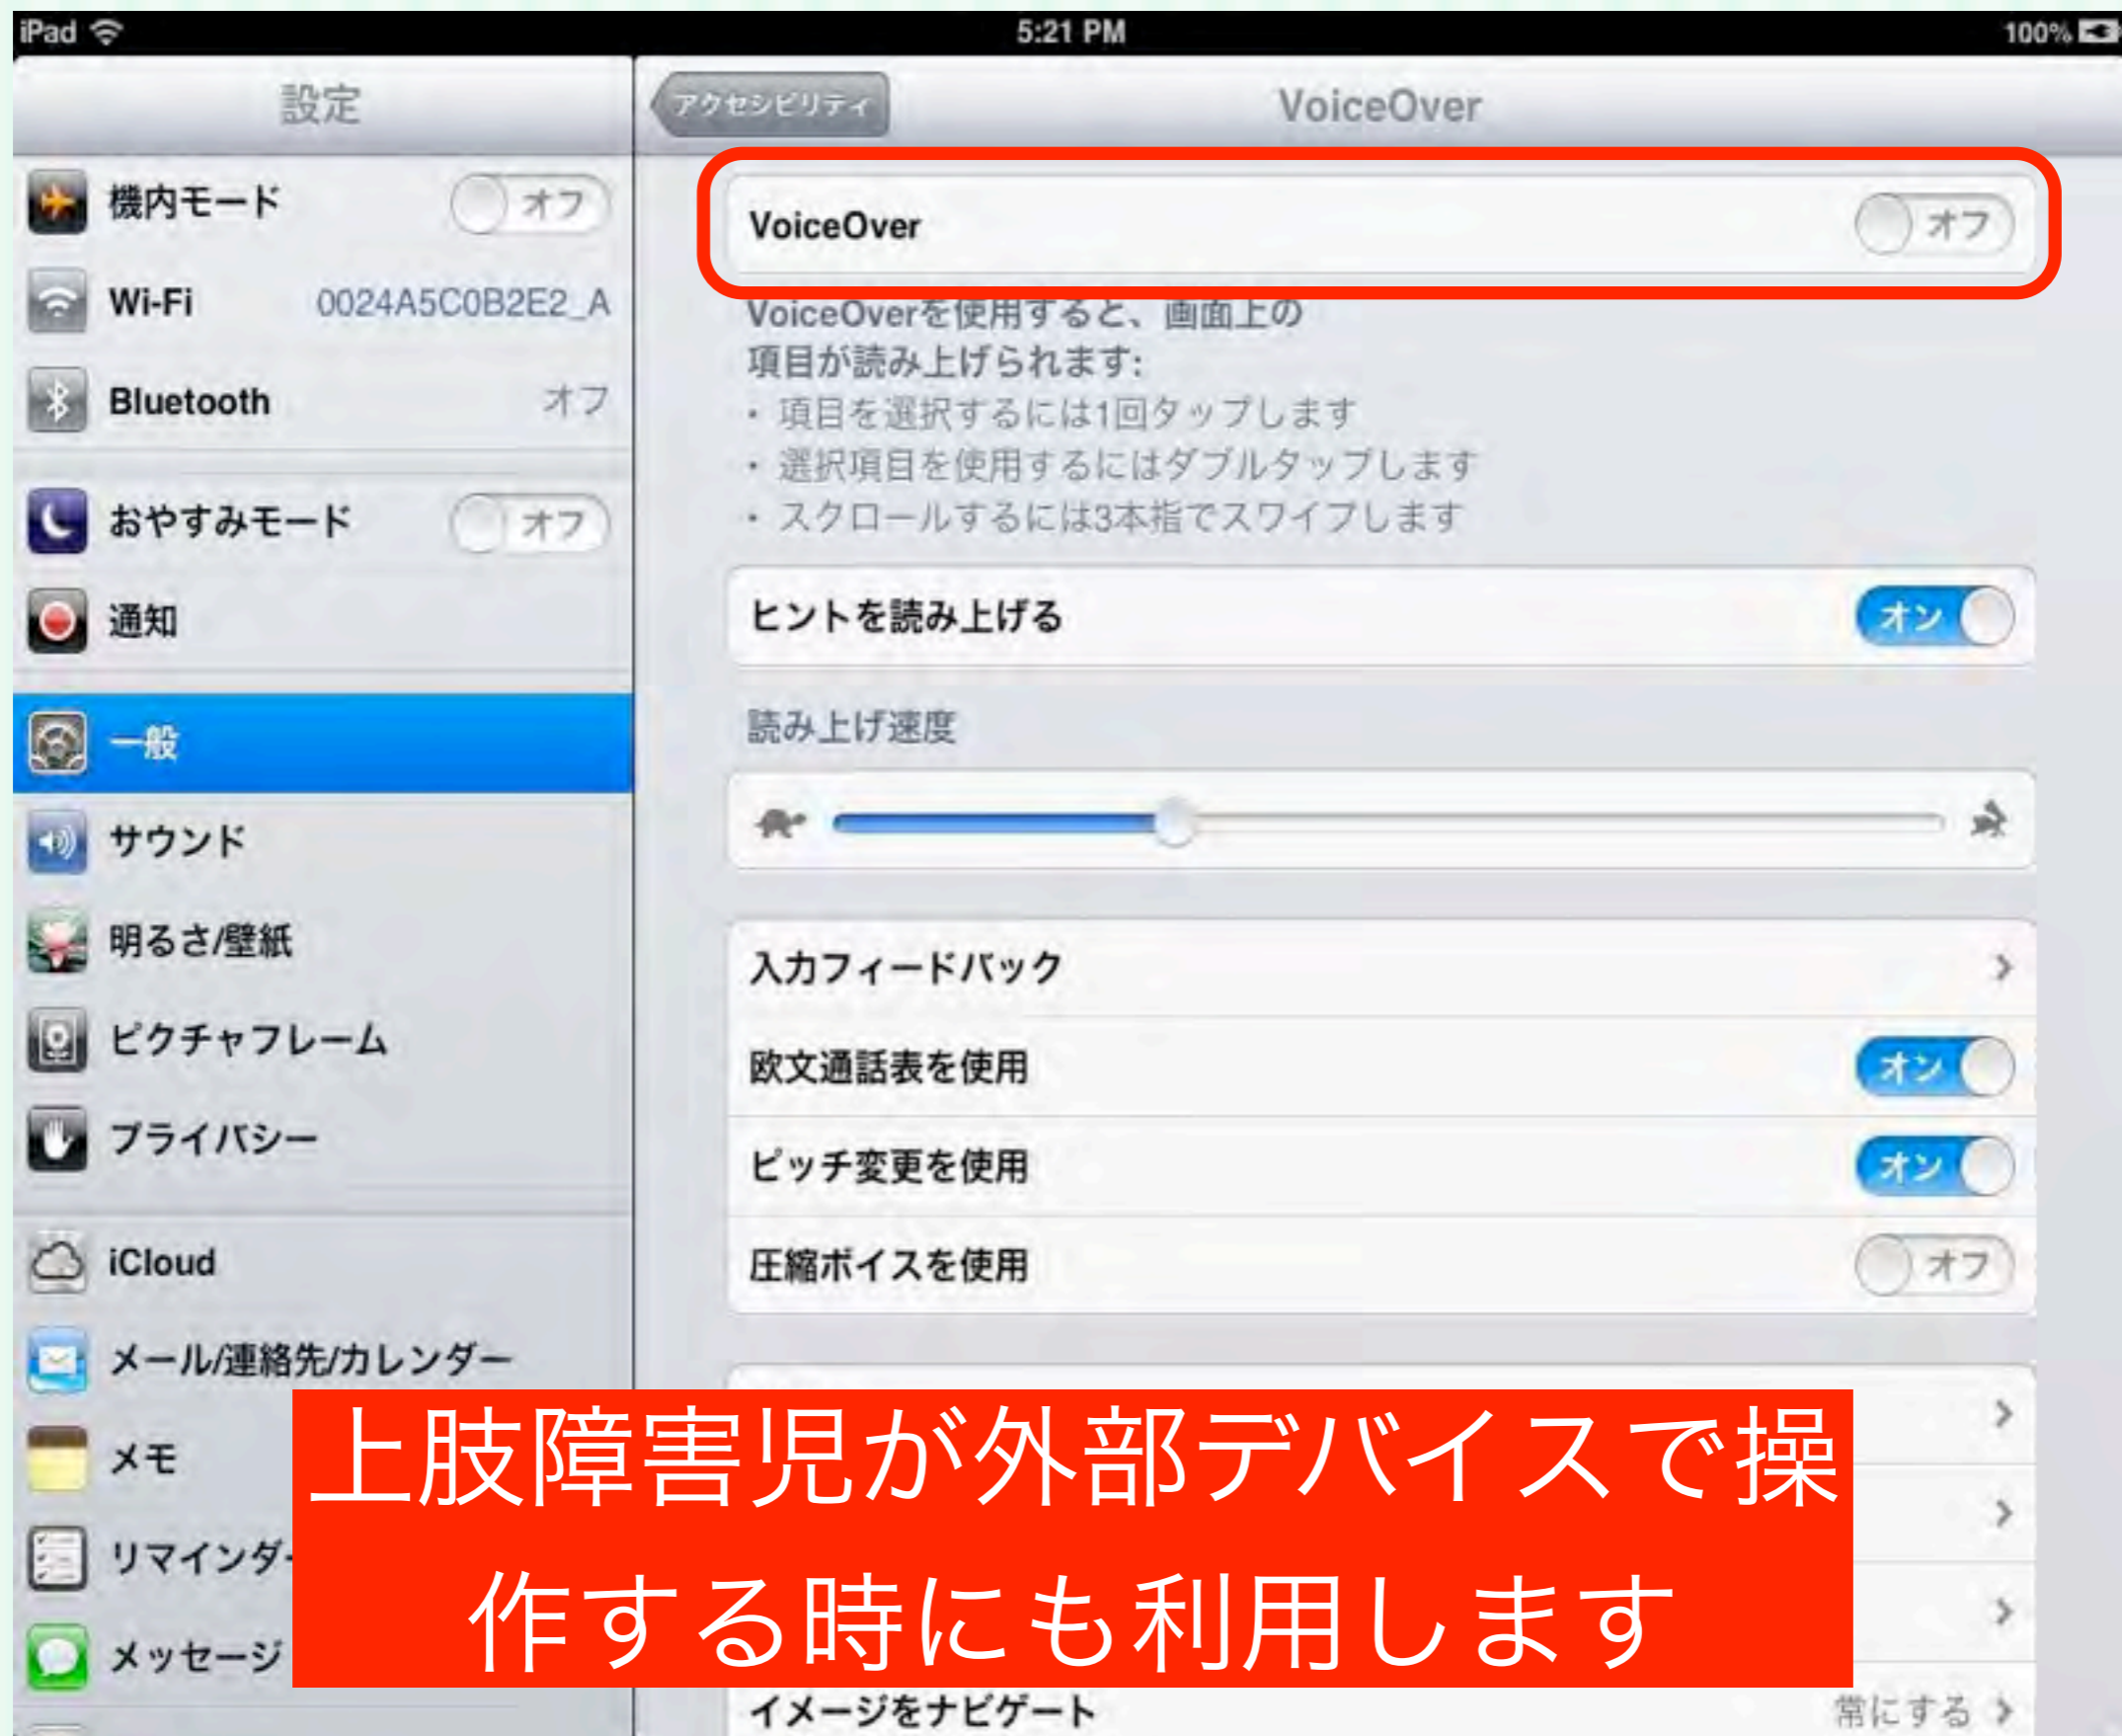 iPad
5:21 PM
100%
設定
アクセシビリティ
VoiceOver
機内モード
オフ
Wi-Fi
0024A5C0B2E2_A
Bluetooth
オフ
おやすみモード
オフ
通知
一般
サウンド
明るさ/壁紙
ピクチャフレーム
プライバシー
iCloud
メール/連絡先/カレンダー
メモ
リマインダー
メッセージ
VoiceOver
オフ
VoiceOverを使用すると、画面上の
項目が読み上げられます:
・項目を選択するには1回タップします
・選択項目を使用するにはダブルタップします
・スクロールするには3本指でスワイプします
ヒントを読み上げる
オン
読み上げ速度
入力フィードバック
欧文通話表を使用
オン
ピッチ変更を使用
オン
圧縮ボイスを使用
オフ
上肢障害児が外部デバイスで操
作する時にも利用します
イメージをナビゲート
常にする